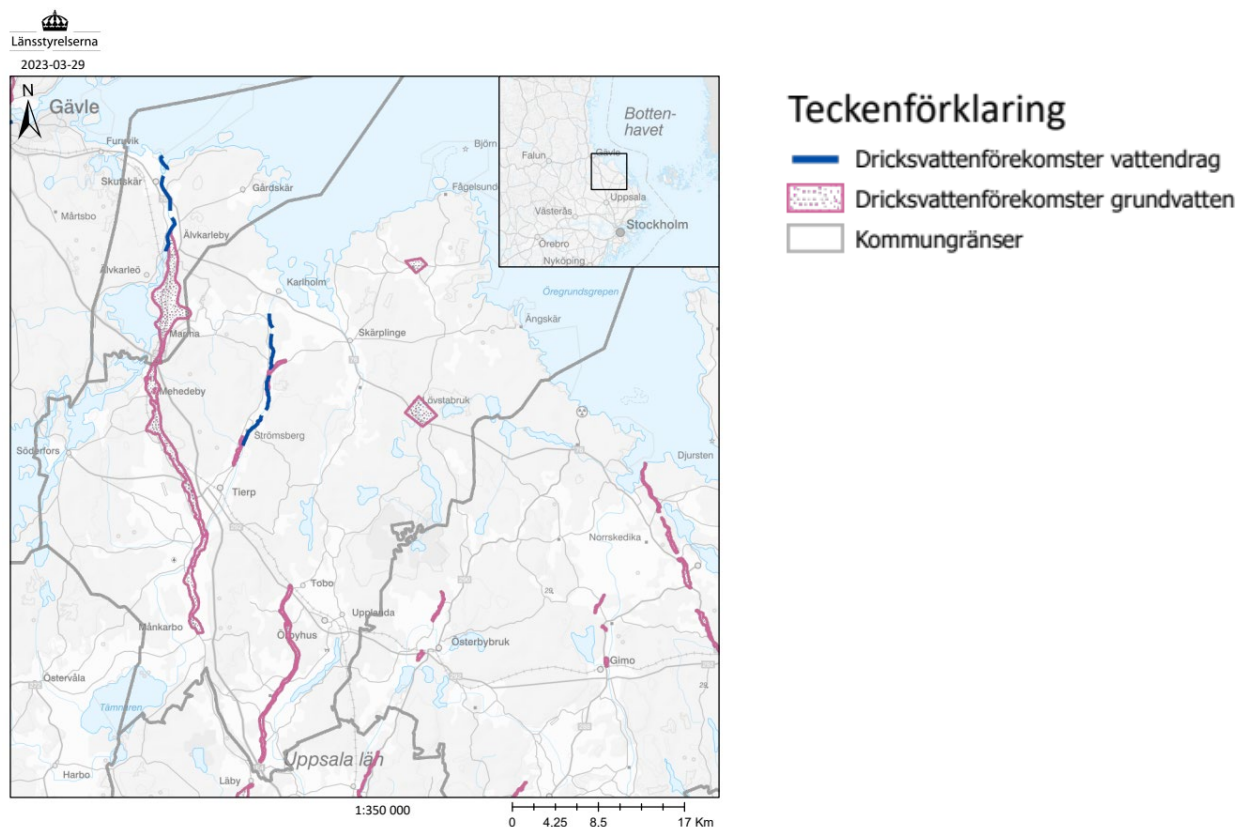 Länsstyrelserna
2023-03-29
N
Gävle
Furuvik
Skutskär
Gårdskär
Mårtsbo
Älvkarleby
Älvkarleö
Marma
Mehedeby
Söderfors
Karlholm
Skärplinge
Björn
Fågelsund
Öregrundsgrepen
Ängskär
Lövstabruk
Strömsberg
Tierp
Djursten
Norrskedika
Tobo
Upplanda
Örbyhus
Österbybruk
Gimo
Månkarbo
Östervåla
Tämnaren
Harbo
Läby
Uppsala län
Botten-
havet
Gävle
Falun
Uppsala
Västerås
Stockholm
Örebro
Nyköping
1:350 000
0 4.25 8.5 17 Km
Teckenförklaring
Dricksvattenförekomster vattendrag
Dricksvattenförekomster grundvatten
Kommungränser